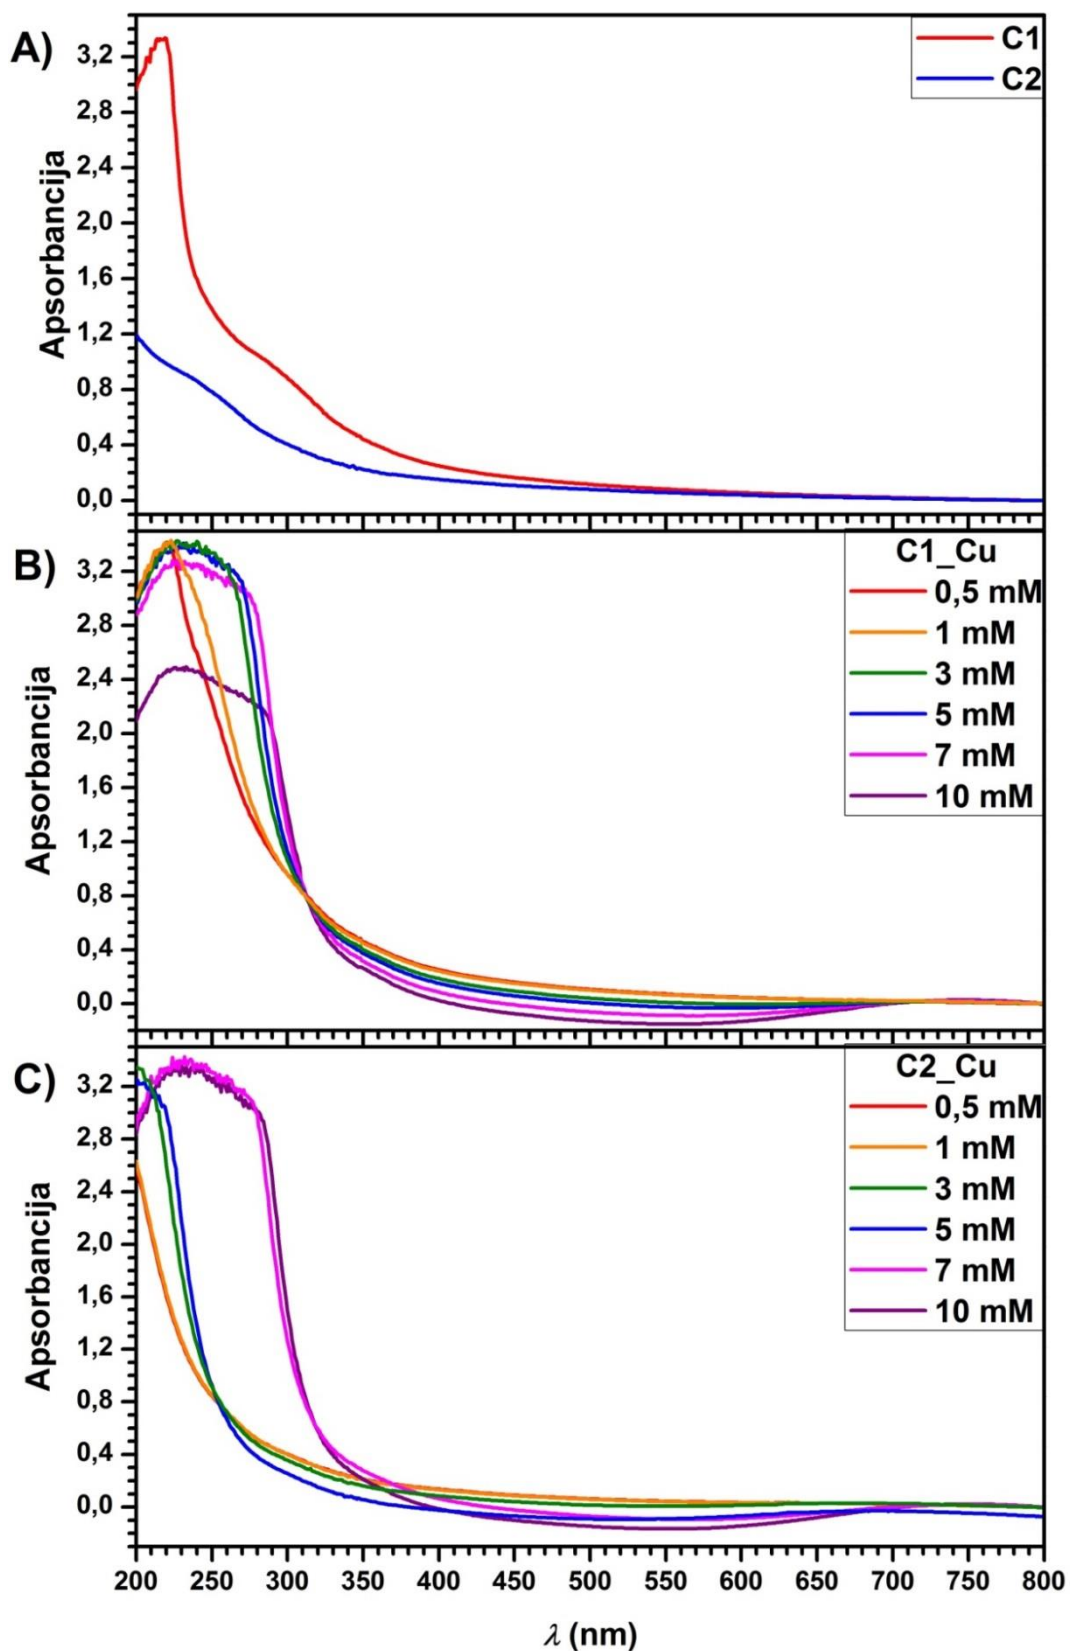 A)
C1
C2
3,2
2,8
2,4
2,0
1,6
1,2
0,8
0,4
0,0
Apsorbancija
B)
C1_Cu
0,5 mM
1 mM
3 mM
5 mM
7 mM
10 mM
3,2
2,8
2,4
2,0
1,6
1,2
0,8
0,4
0,0
Apsorbancija
C)
C2_Cu
0,5 mM
1 mM
3 mM
5 mM
7 mM
10 mM
3,2
2,8
2,4
2,0
1,6
1,2
0,8
0,4
0,0
Apsorbancija
200 250 300 350 400 450 500 550 600 650 700 750 800
λ (nm)